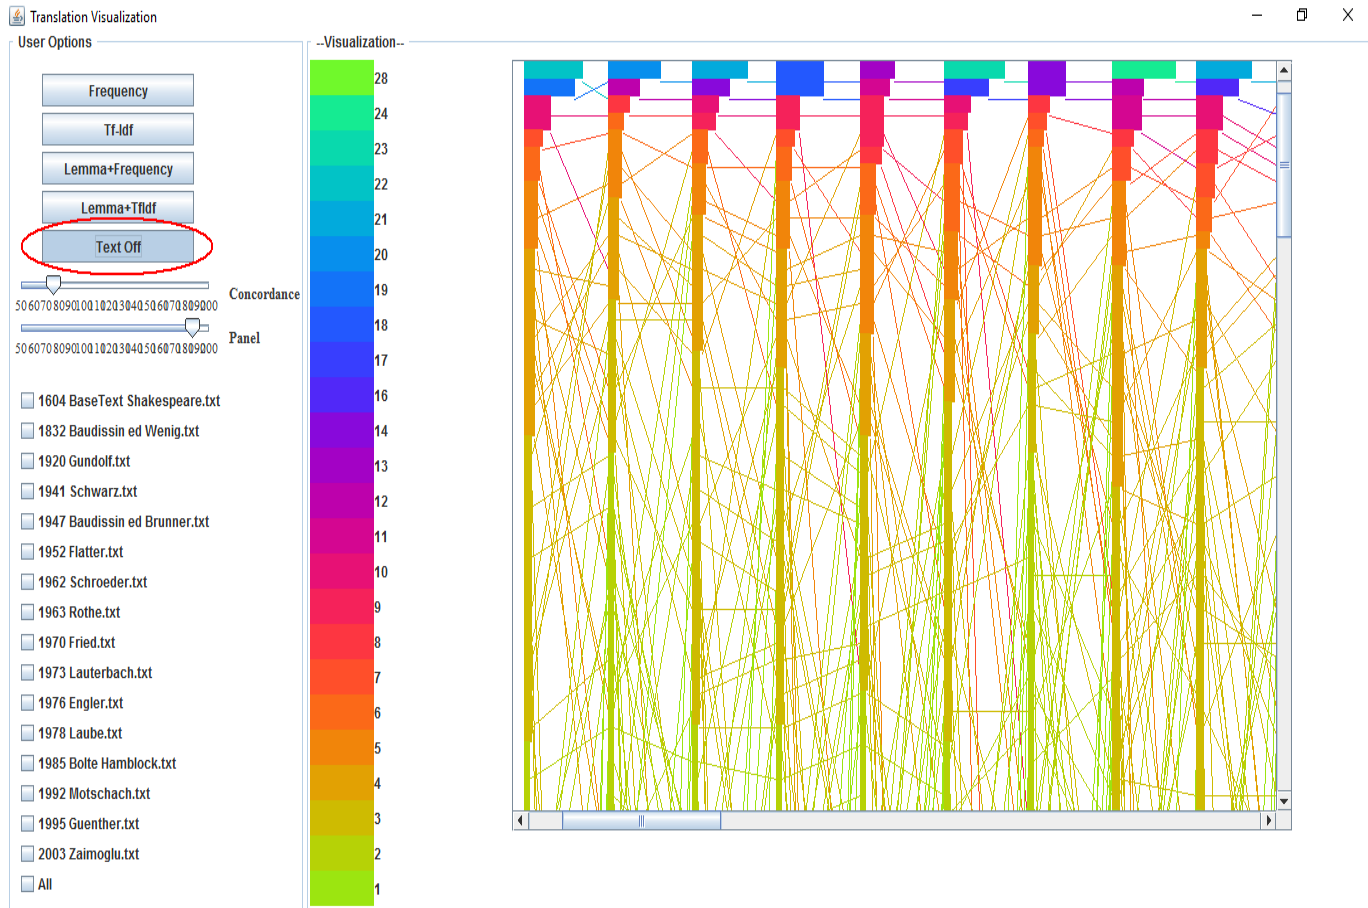 Translation Visualization
User Options
--Visualization--
Frequency
Tf-Idf
Lemma+Frequency
Lemma+TfIdf
Text Off
Concordance
Panel
1604 BaseText Shakespeare.txt
1832 Baudissin ed Wenig.txt
1920 Gundolf.txt
1941 Schwarz.txt
1947 Baudissin ed Brunner.txt
1952 Flatter.txt
1962 Schroeder.txt
1963 Rothe.txt
1970 Fried.txt
1973 Lauterbach.txt
1976 Engler.txt
1978 Laube.txt
1985 Bolte Hamblock.txt
1992 Motschach.txt
1995 Guenther.txt
2003 Zaimoglu.txt
All
28
24
23
22
21
20
19
18
17
16
14
13
12
11
10
9
8
7
6
5
4
3
2
1